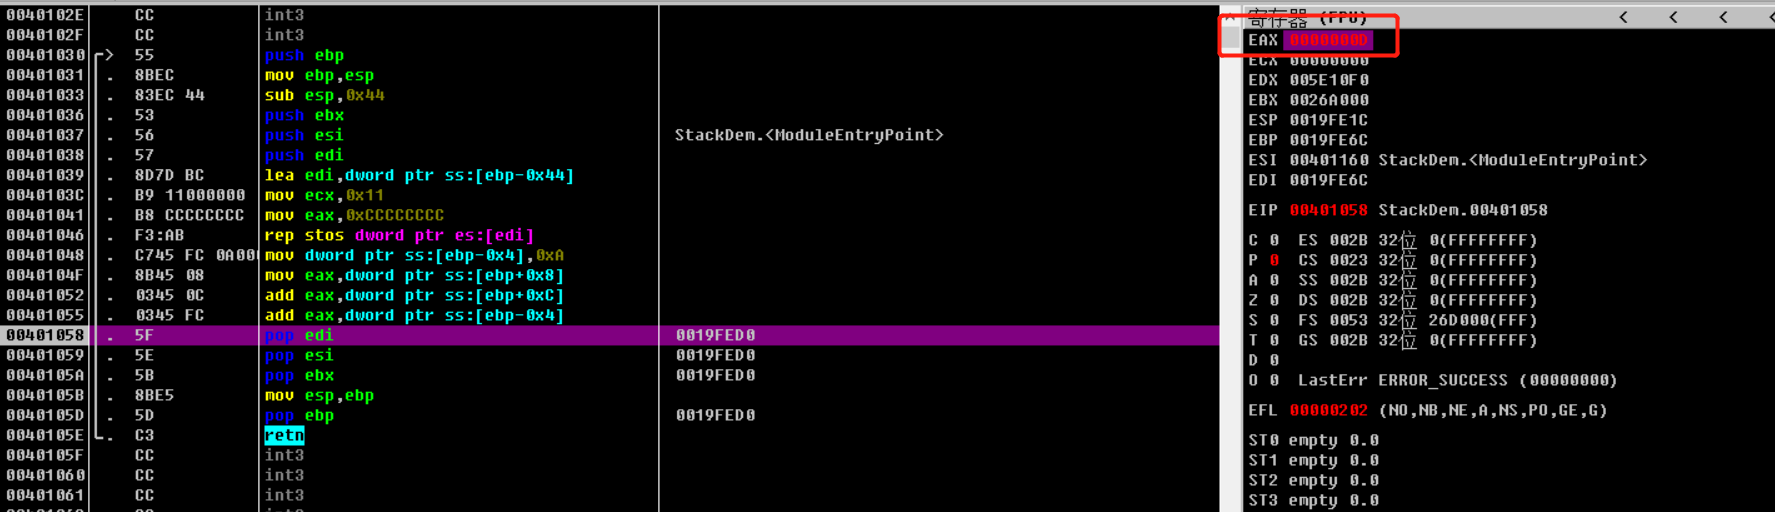 0040102E CC int3
0040102F CC int3
00401030 > 55 push ebp
00401031 . 8BEC mov ebp,esp
00401033 . 83EC 44 sub esp,0x44
00401036 . 53 push ebx
00401037 . 56 push esi StackDem.<ModuleEntryPoint>
00401038 . 57 push edi
00401039 . 8D7D BC lea edi,dword ptr ss:[ebp-0x44]
0040103C . B9 11000000 mov ecx,0x11
00401041 . B8 CCCCCCCC mov eax,0xCCCCCCCC
00401046 . F3:AB rep stos dword ptr es:[edi]
00401048 . C745 FC 0A00 mov dword ptr ss:[ebp-0x4],0xA
0040104F . 8B45 08 mov eax,dword ptr ss:[ebp+0x8]
00401052 . 0345 0C add eax,dword ptr ss:[ebp+0xC]
00401055 . 0345 FC add eax,dword ptr ss:[ebp-0x4]
00401058 . 5F pop edi 0019FED0
00401059 . 5E pop esi 0019FED0
0040105A . 5B pop ebx 0019FED0
0040105B . 8BE5 mov esp,ebp
0040105D . 5D pop ebp 0019FED0
0040105E . C3 retn
0040105F CC int3
00401060 CC int3
00401061 CC int3
寄存器 (FPU) < < < <
EAX 0000000D
ECX 00000000
EDX 005E10F0
EBX 0026A000
ESP 0019FE1C
EBP 0019FE6C
ESI 00401160 StackDem.<ModuleEntryPoint>
EDI 0019FE6C
EIP 00401058 StackDem.00401058
C 0 ES 002B 32位 0(FFFFFFFF)
P 0 CS 0023 32位 0(FFFFFFFF)
A 0 SS 002B 32位 0(FFFFFFFF)
Z 0 DS 002B 32位 0(FFFFFFFF)
S 0 FS 0053 32位 26D000(FFF)
T 0 GS 002B 32位 0(FFFFFFFF)
D 0
O 0 LastErr ERROR_SUCCESS (00000000)
EFL 00000202 (NO,NB,NE,A,NS,PO,GE,G)
ST0 empty 0.0
ST1 empty 0.0
ST2 empty 0.0
ST3 empty 0.0